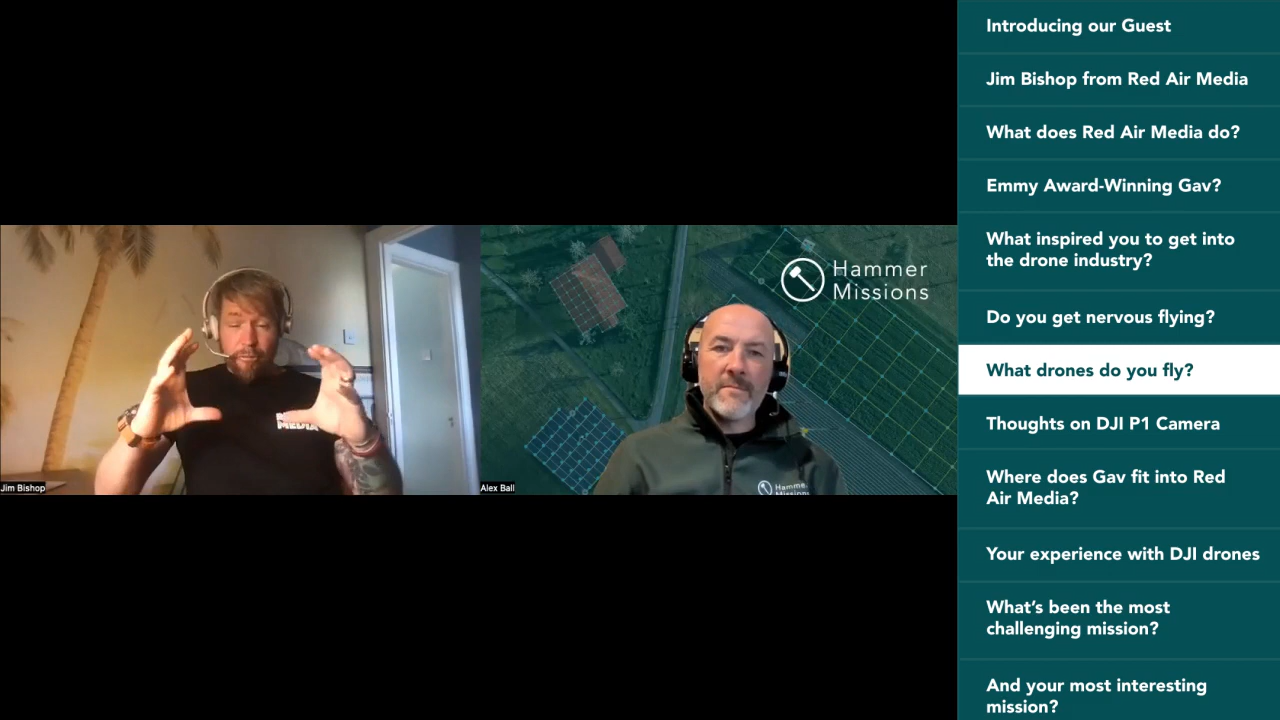 Introducing our Guest
Jim Bishop from Red Air Media
What does Red Air Media do?
Emmy Award-Winning Gav?
What inspired you to get into
the drone industry?
Do you get nervous flying?
What drones do you fly?
Thoughts on DJI P1 Camera
Where does Gav fit into Red
Air Media?
Your experience with DJI drones
What's been the most
challenging mission?
And your most interesting
mission?
Hammer
Missions
MEDIA
Hammer
Missions
Jim Bishop
Alex Ball